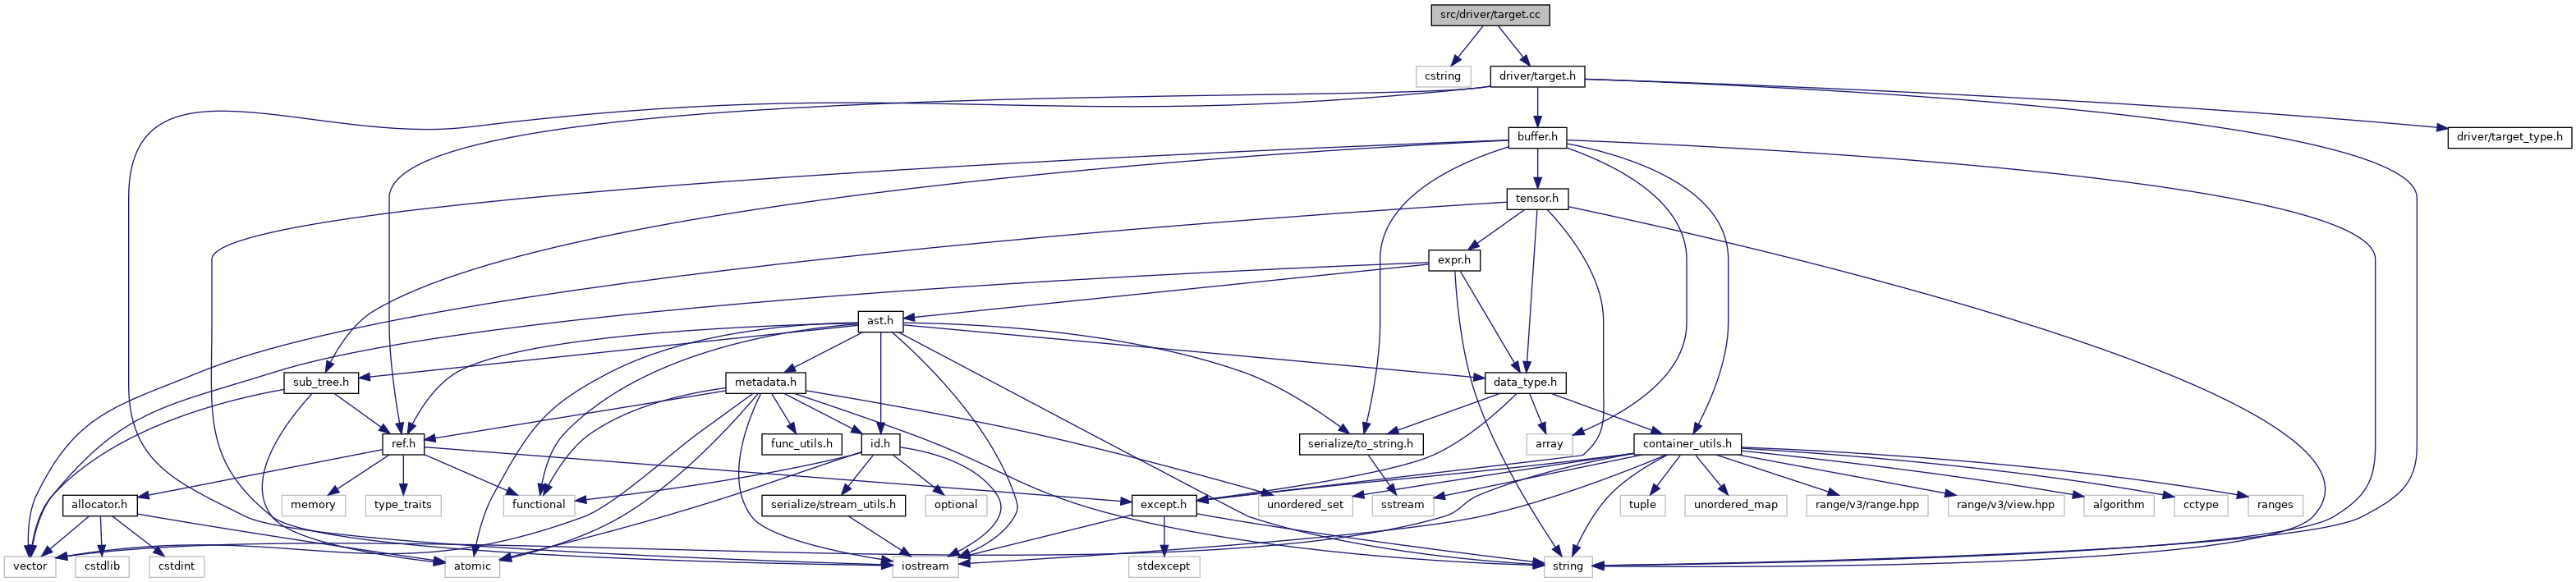 src/driver/target.cc
cstring
driver/target.h
buffer.h
driver/target_type.h
tensor.h
expr.h
ast.h
sub_tree.h
metadata.h
data_type.h
ref.h
func_utils.h
id.h
serialize/to_string.h
array
container_utils.h
allocator.h
memory
type_traits
functional
serialize/stream_utils.h
optional
except.h
unordered_set
sstream
tuple
unordered_map
range/v3/range.hpp
range/v3/view.hpp
algorithm
cctype
ranges
vector
cstdlib
cstdint
atomic
iostream
stdexcept
string